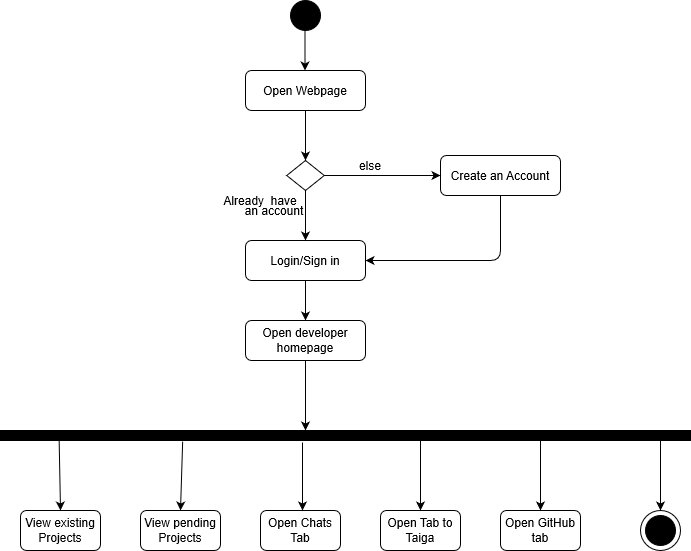 Open Webpage
else
Create an Account
Already have
an account
Login/Sign in
Open developer
homepage
View existing
Projects
View pending
Projects
Open Chats
Tab
Open Tab to
Taiga
Open GitHub
tab